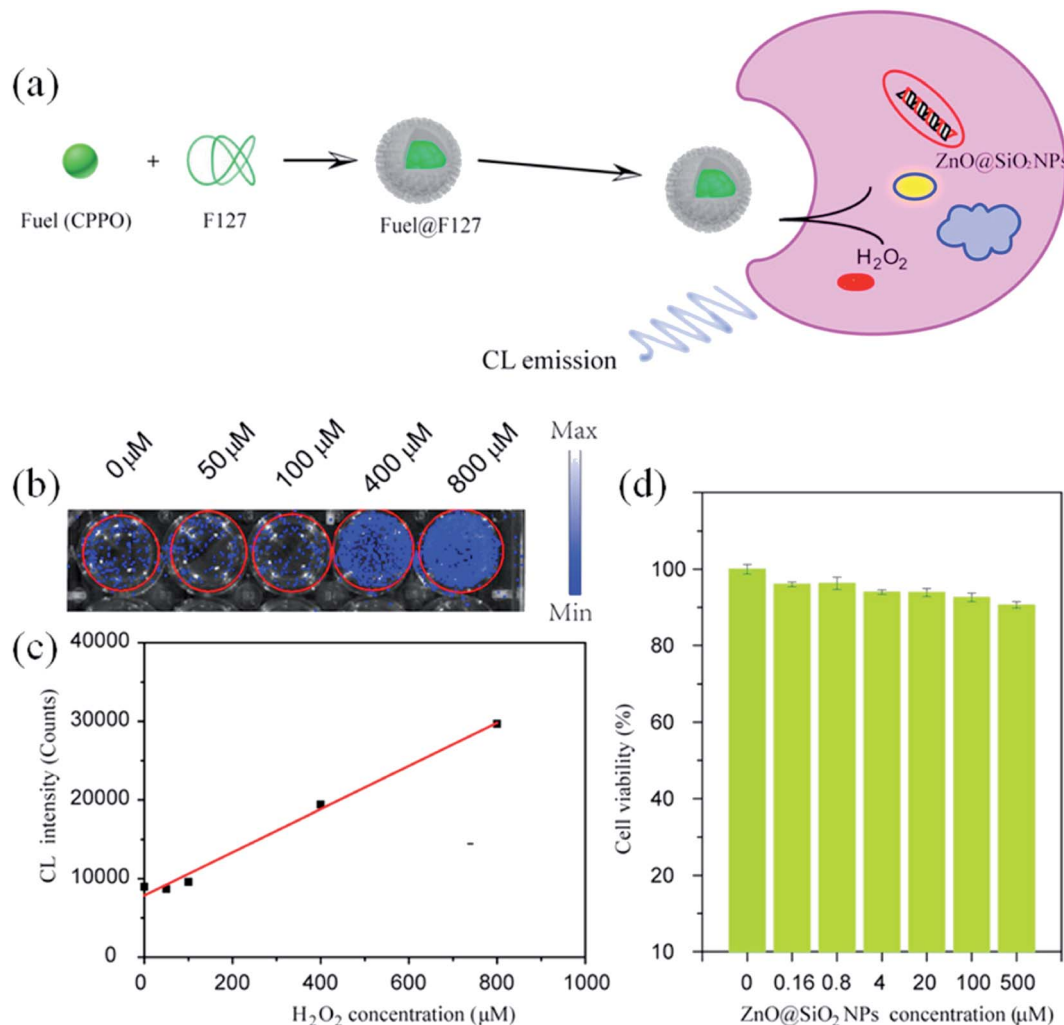 (a)
+
Fuel (CPPO)
F127
Fuel@F127
ZnO@SiO₂NPs
H₂O₂
CL emission
(b)
0 μM
50 μM
100 μM
400 μM
800 μM
Max
Min
(c)
40000
30000
20000
10000
0
CL intensity (Counts)
0
200
400
600
800
1000
H₂O₂ concentration (μM)
(d)
100
80
60
40
20
10
Cell viability (%)
0
0.16
0.8
4
20
100
500
ZnO@SiO₂ NPs concentration (μM)